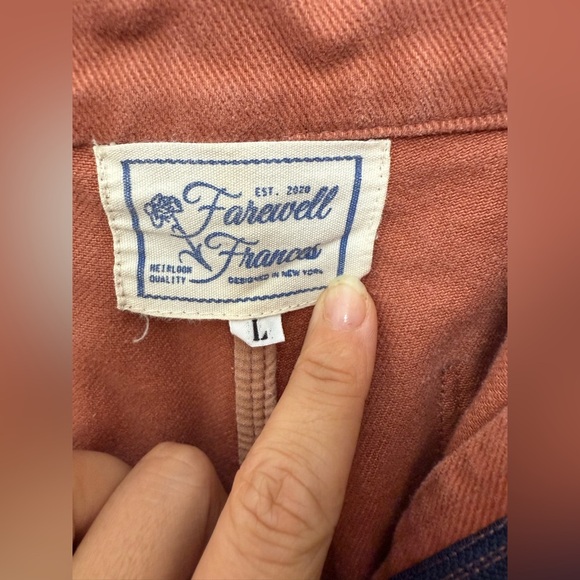 EST. 2020
Farewell
Frances
HEIRLOOM
QUALITY
DESIGNED IN NEW YORK
L